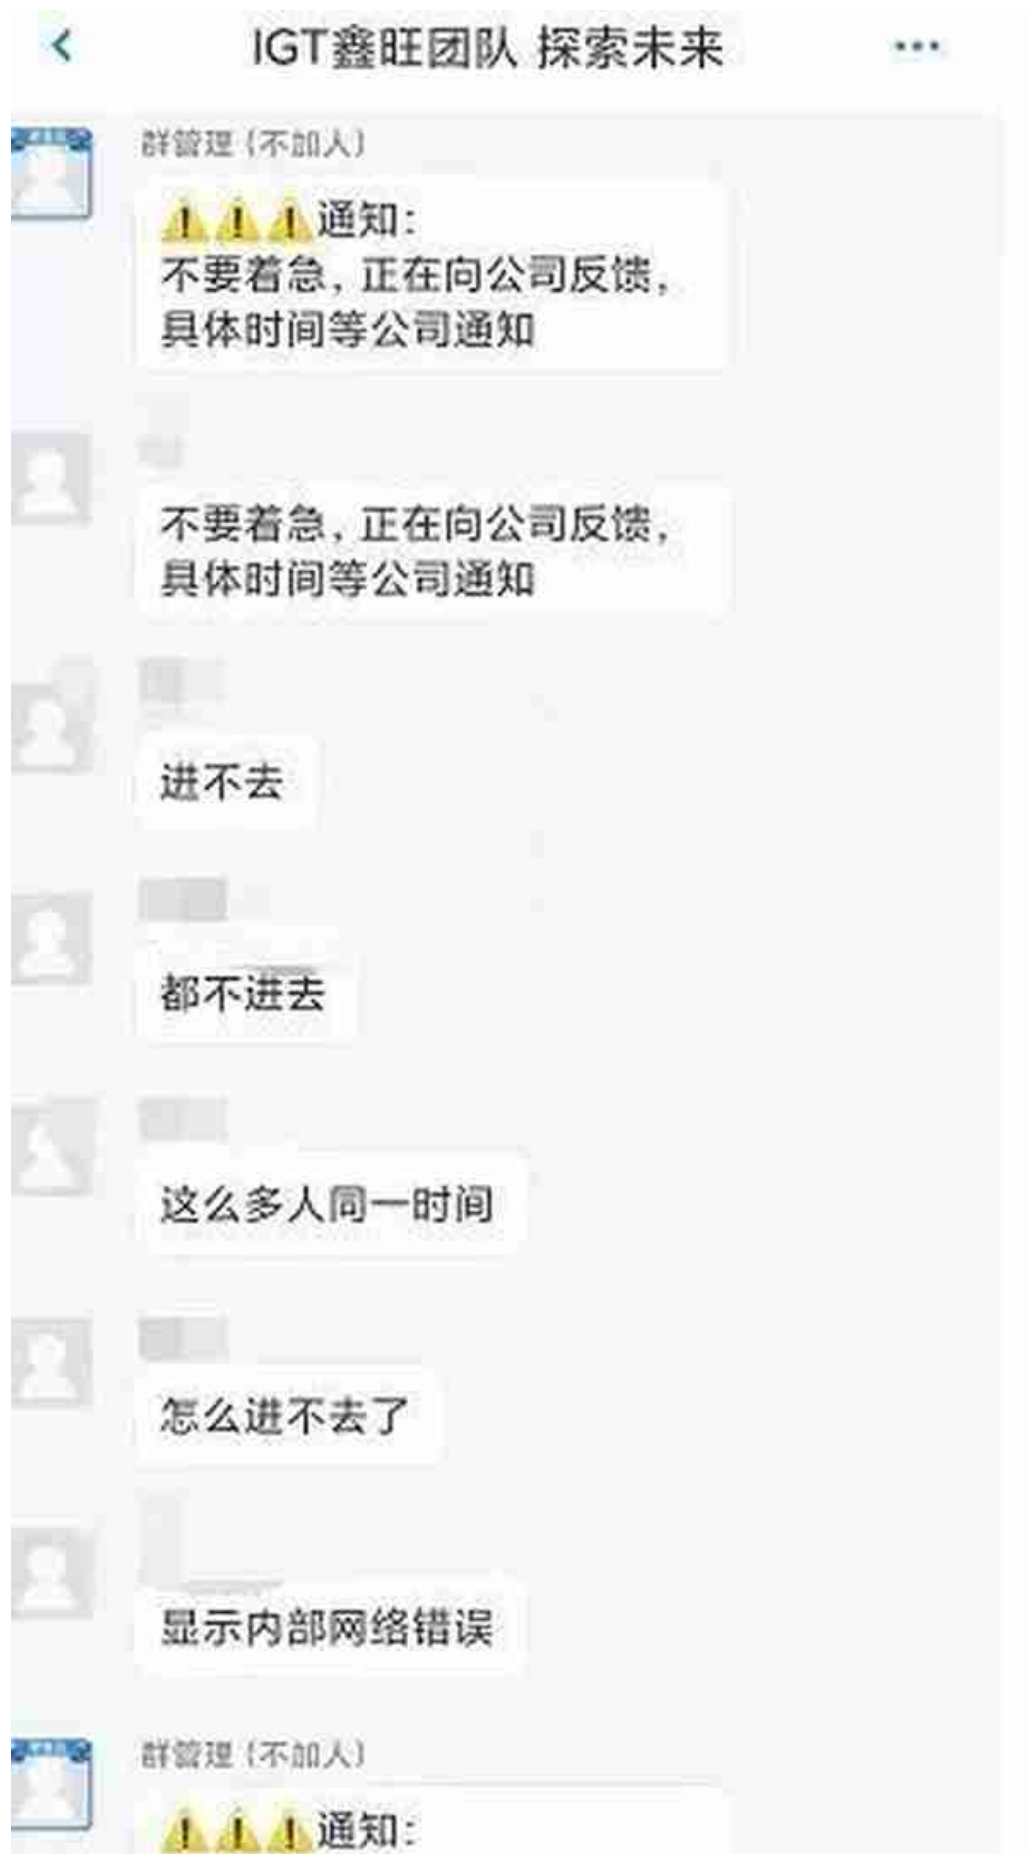 IGT鑫旺团队 探索未来
群管理(不加人)
⚠️⚠️⚠️通知:
不要着急,正在向公司反馈,
具体时间等公司通知
不要着急,正在向公司反馈,
具体时间等公司通知
进不去
都不进去
这么多人同一时间
怎么进不去了
显示内部网络错误
群管理(不加人)
⚠️⚠️⚠️通知: